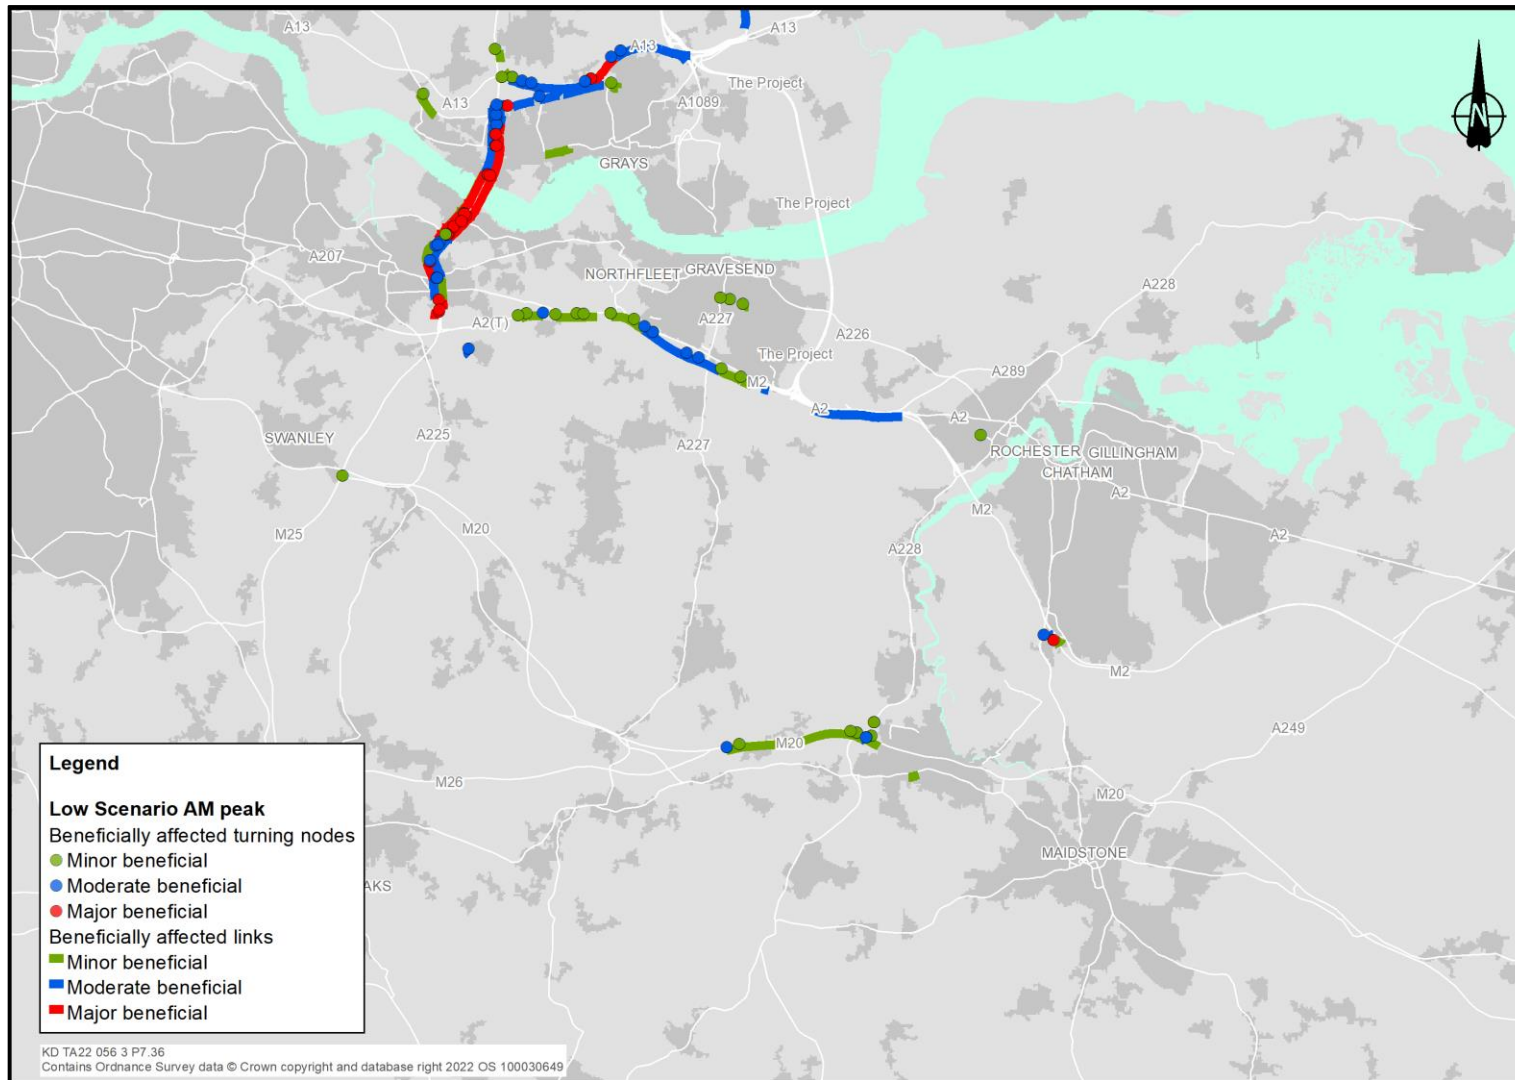 A13
A13
A13
The Project
A13
A1089
N
GRAYS
The Project
A207
NORTHFLEET
GRAVESEND
A228
A2(T)
A227
A226
The Project
M2
A289
A2
A2
SWANLEY
A225
A227
ROCHESTER
GILLINGHAM
CHATHAM
A2
M25
M20
M2
A2
A228
M2
A249
M20
M26
M20
MAIDSTONE
AKS
Legend
Low Scenario AM peak
Beneficially affected turning nodes
Minor beneficial
Moderate beneficial
Major beneficial
Beneficially affected links
Minor beneficial
Moderate beneficial
Major beneficial
KD TA22 056 3 P7.36
Contains Ordnance Survey data © Crown copyright and database right 2022 OS 100030649